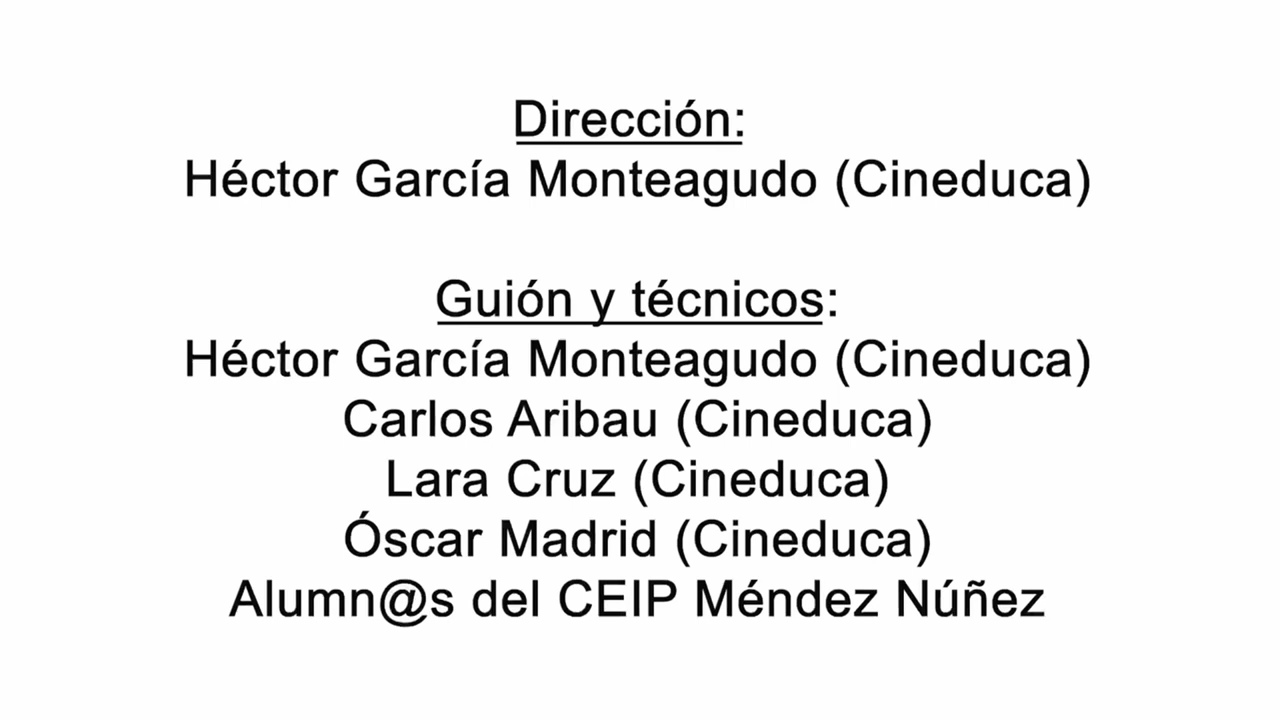 Dirección:
Héctor García Monteagudo (Cineduca)
Guión y técnicos:
Héctor García Monteagudo (Cineduca)
Carlos Aribau (Cineduca)
Lara Cruz (Cineduca)
Óscar Madrid (Cineduca)
Alumn@s del CEIP Méndez Núñez